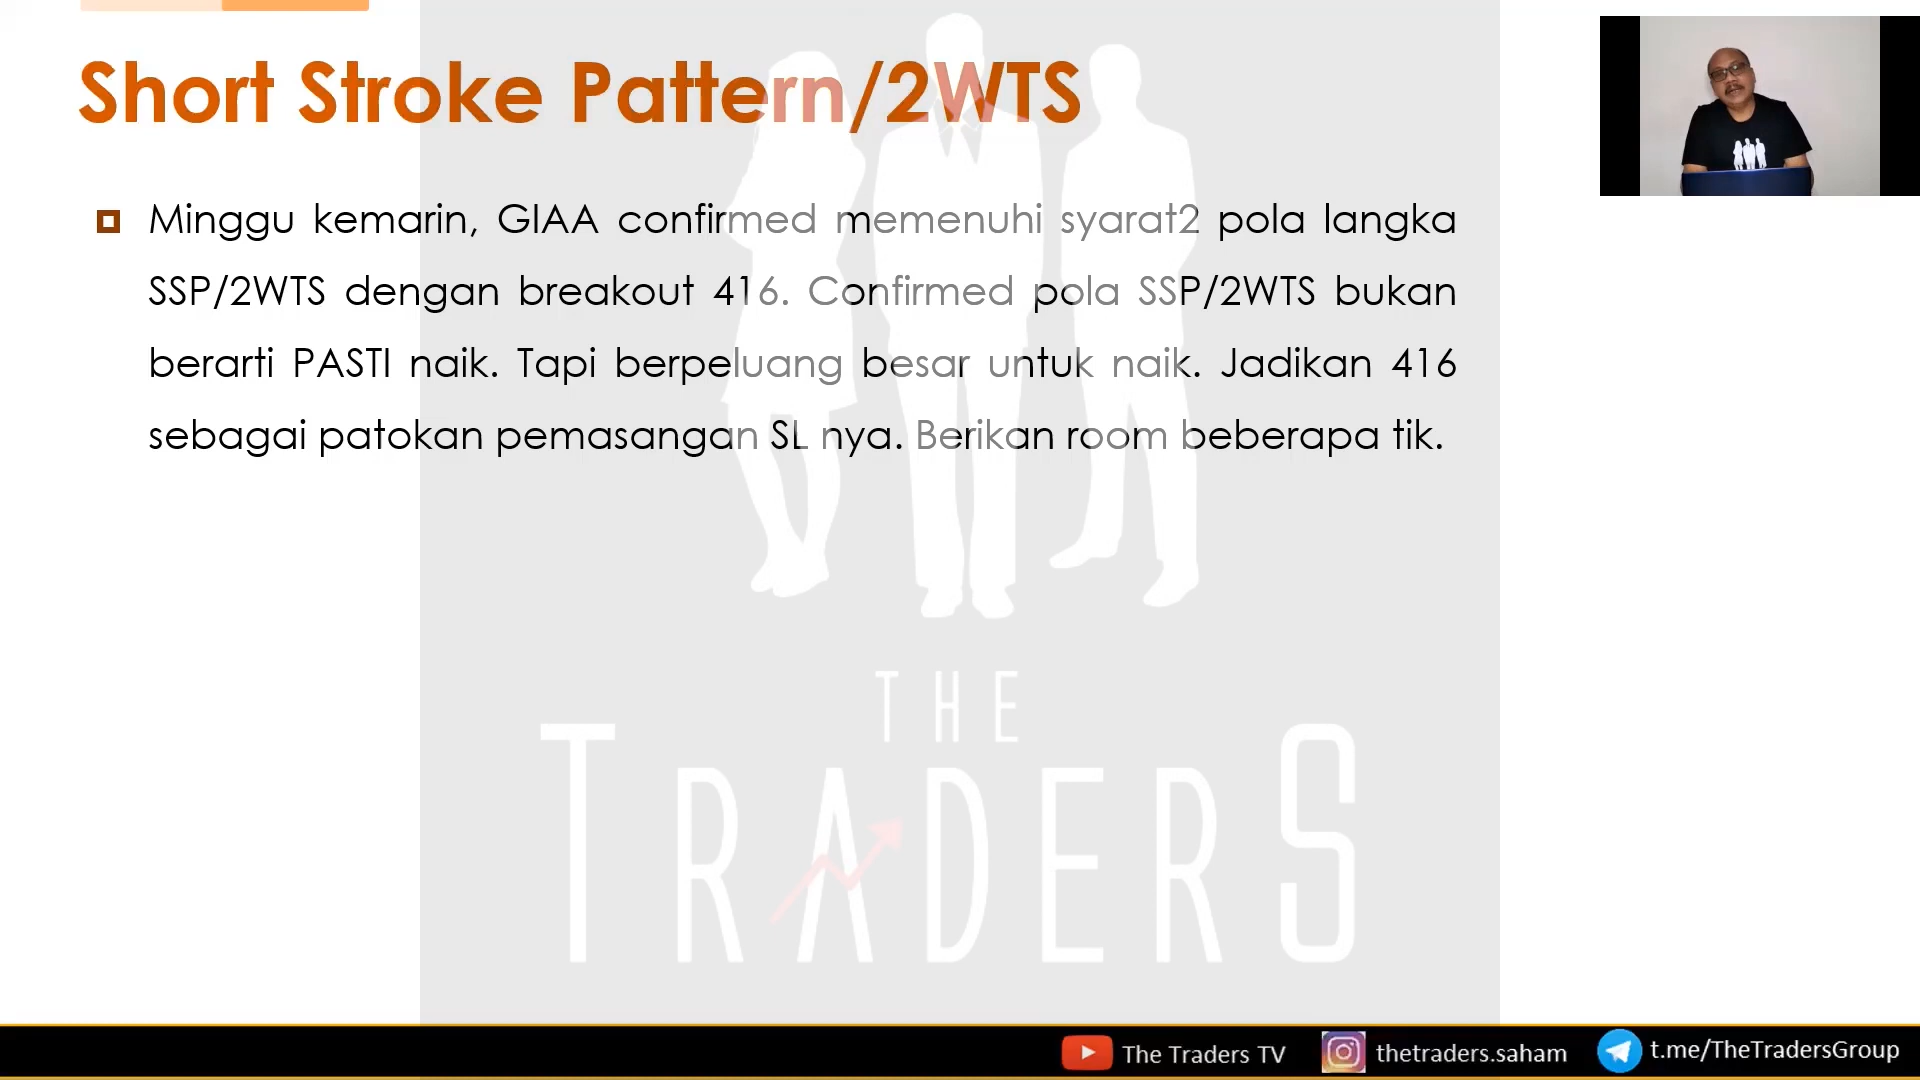 Short Stroke Pattern/2WTS
Minggu kemarin, GIAA confirmed memenuhi syarat2 pola langka
SSP/2WTS dengan breakout 416. Confirmed pola SSP/2WTS bukan
berarti PASTI naik. Tapi berpeluang besar untuk naik. Jadikan 416
sebagai patokan pemasangan SL nya. Berikan room beberapa tik.
THE
TRADERS
The Traders TV
thetraders.saham
t.me/TheTradersGroup